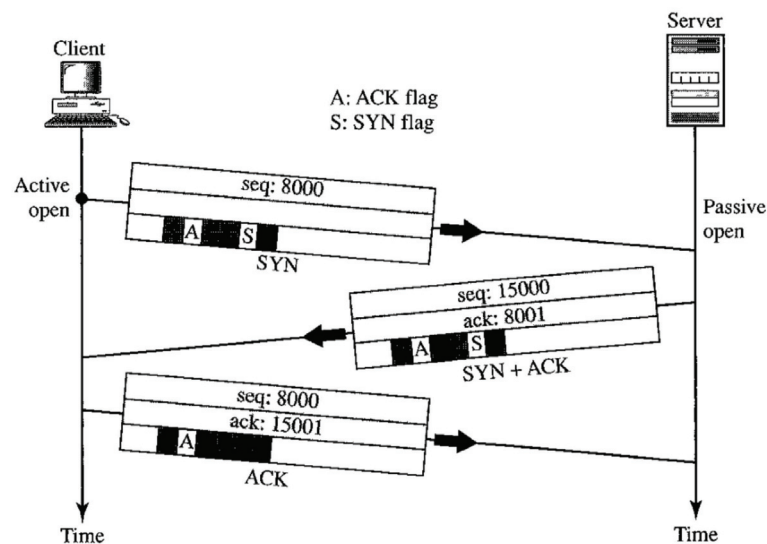 Client
Server
A: ACK flag
S: SYN flag
Active
open
seq: 8000
A S
SYN
Passive
open
seq: 15000
ack: 8001
A S
SYN + ACK
seq: 8000
ack: 15001
A
ACK
Time
Time